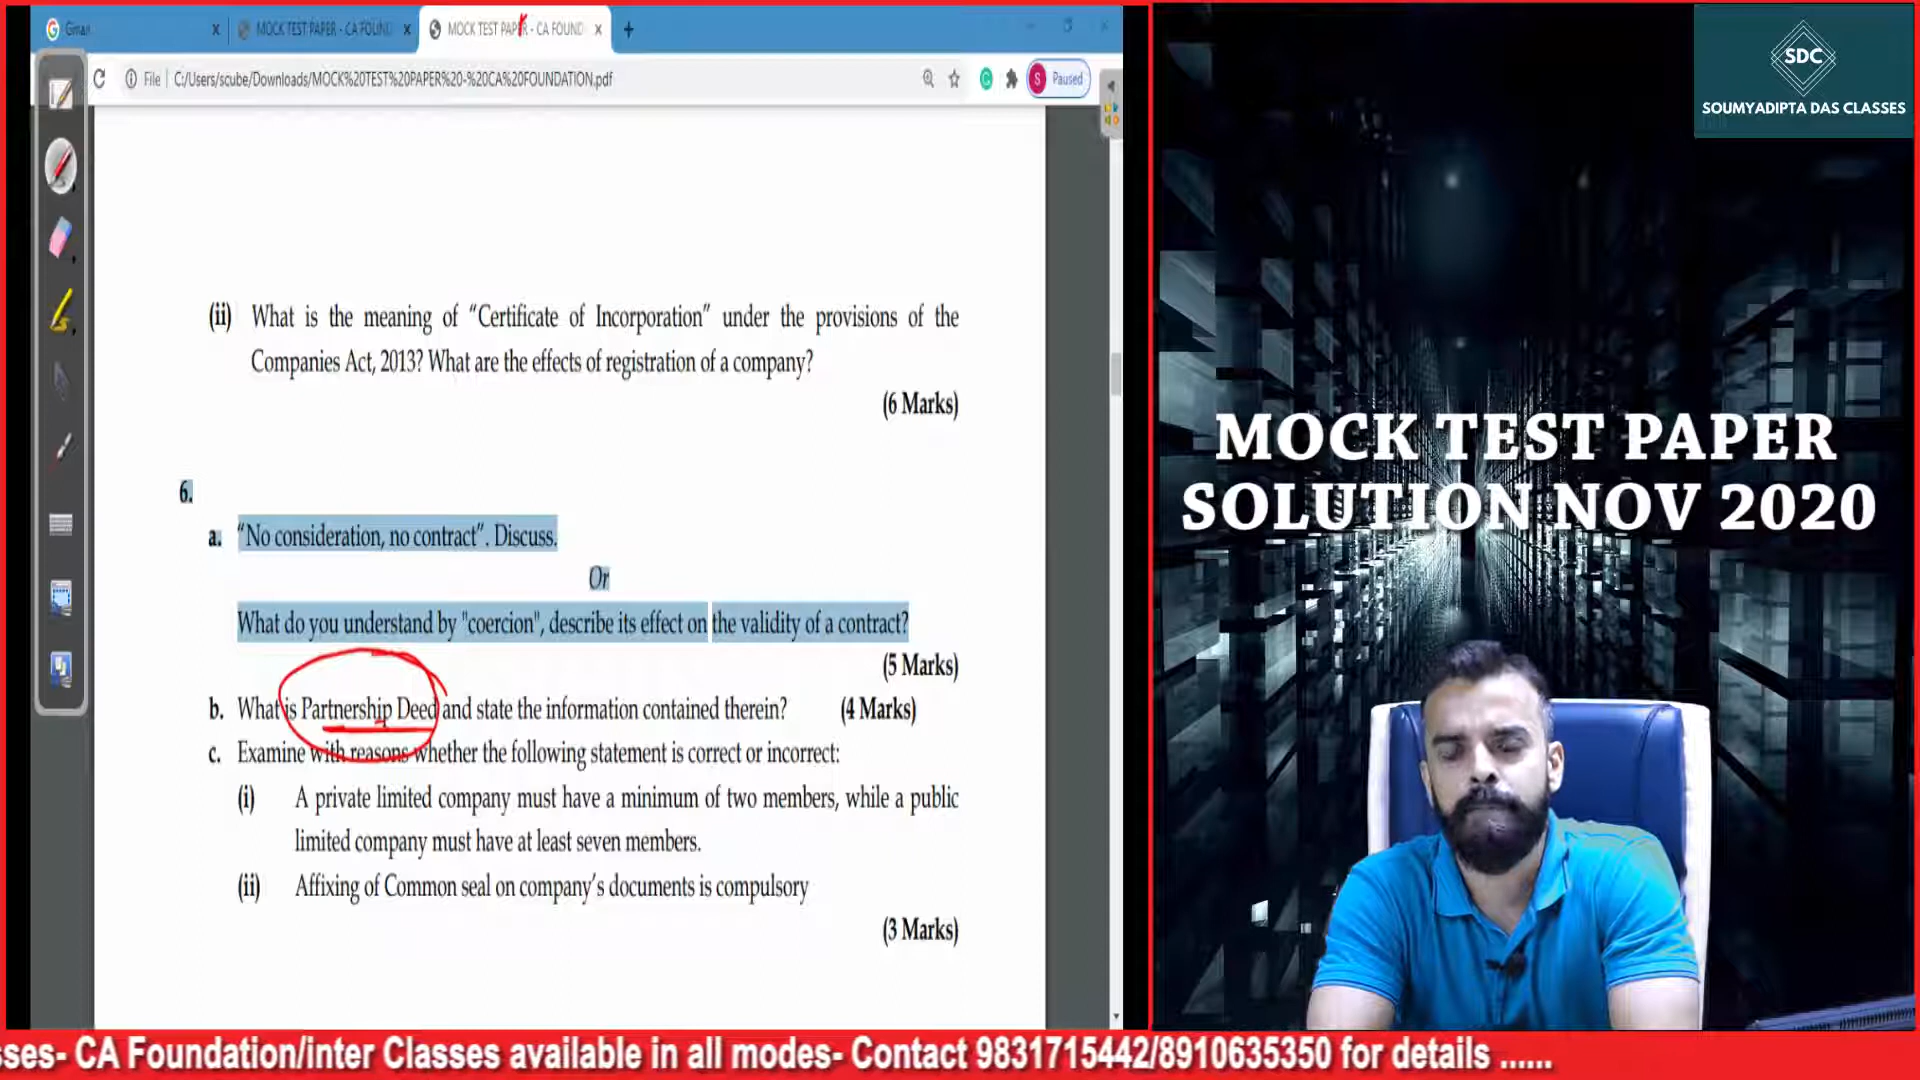 Gmail
MOCK TEST PAPER - CA FOUND
MOCK TEST PAPER - CA FOUND
File | C:/Users/scube/Downloads/MOCK%20TEST%20PAPER%20-%20CA%20FOUNDATION.pdf
S Paused
(ii) What is the meaning of “Certificate of Incorporation” under the provisions of the
Companies Act, 2013? What are the effects of registration of a company?
(6 Marks)
6.
a. “No consideration, no contract”. Discuss.
Or
What do you understand by "coercion", describe its effect on the validity of a contract?
(5 Marks)
b. What is Partnership Deed and state the information contained therein? (4 Marks)
c. Examine with reasons whether the following statement is correct or incorrect:
(i) A private limited company must have a minimum of two members, while a public
limited company must have at least seven members.
(ii) Affixing of Common seal on company’s documents is compulsory
(3 Marks)
SDC
SOUMYADIPTA DAS CLASSES
MOCK TEST PAPER
SOLUTION NOV 2020
sses- CA Foundation/inter Classes available in all modes- Contact 9831715442/8910635350 for details ......